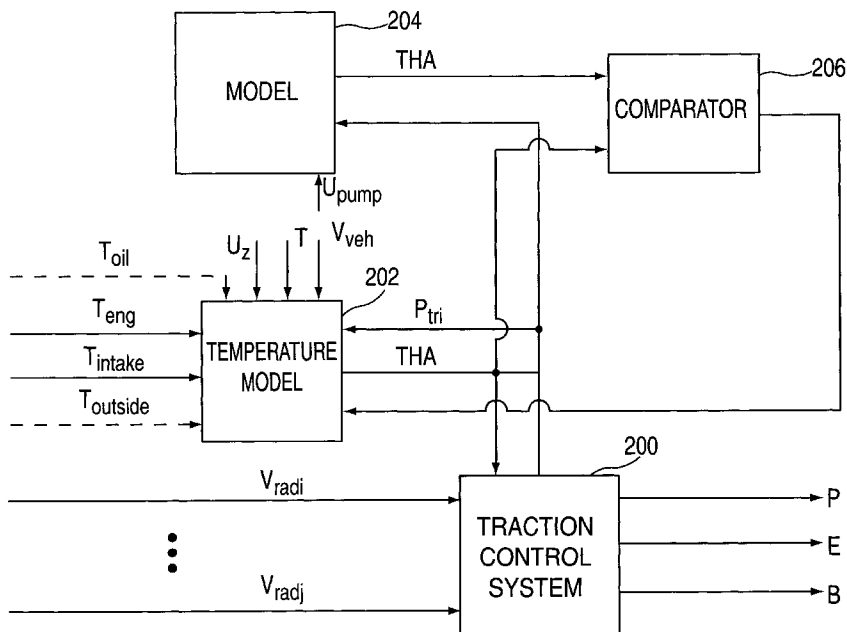 204
THA
206
MODEL
COMPARATOR
U_pump
T_oil
U_z
T
V_veh
202
T_eng
P_tri
TEMPERATURE
MODEL
T_intake
THA
T_outside
200
V_radi
P
TRACTION
CONTROL
SYSTEM
E
V_radj
B